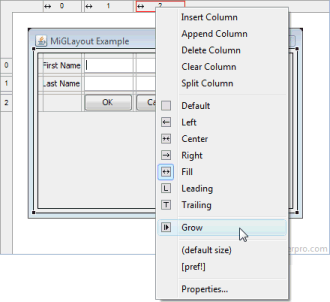 0 1 2
Insert Column
Append Column
Delete Column
Clear Column
Split Column
MiGLayout Example
0 First Name
1 Last Name
2 OK
Default
Left
Center
Right
Fill
L Leading
T Trailing
Grow
(default size)
[pref!]
Properties...